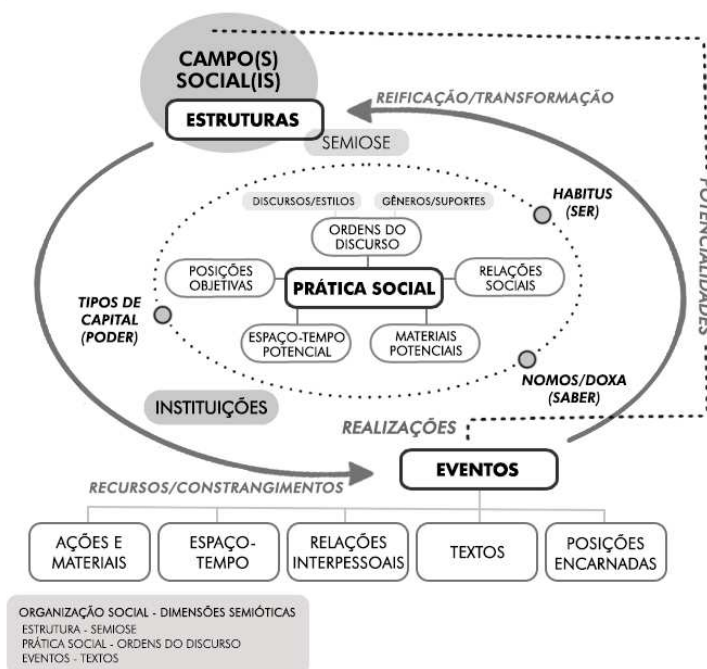 CAMPO(S)
SOCIAL(IS)
ESTRUTURAS
REIFICAÇÃO/TRANSFORMAÇÃO
SEMIOSE
HABITUS
(SER)
DISCURSOS/ESTILOS
GÊNEROS/SUPORTES
ORDENS DO
DISCURSO
POSIÇÕES
OBJETIVAS
PRÁTICA SOCIAL
RELAÇÕES
SOCIAIS
POTENCIALIDADES
TIPOS DE
CAPITAL
(PODER)
ESPAÇO-TEMPO
POTENCIAL
MATERIAIS
POTENCIAIS
NOMOS/DOXA
(SABER)
INSTITUIÇÕES
REALIZAÇÕES
EVENTOS
RECURSOS/CONSTRANGIMENTOS
AÇÕES E
MATERIAIS
ESPAÇO-
TEMPO
RELAÇÕES
INTERPESSOAIS
TEXTOS
POSIÇÕES
ENCARNADAS
ORGANIZAÇÃO SOCIAL - DIMENSÕES SEMIÓTICAS
ESTRUTURA - SEMIOSE
PRÁTICA SOCIAL - ORDENS DO DISCURSO
EVENTOS - TEXTOS